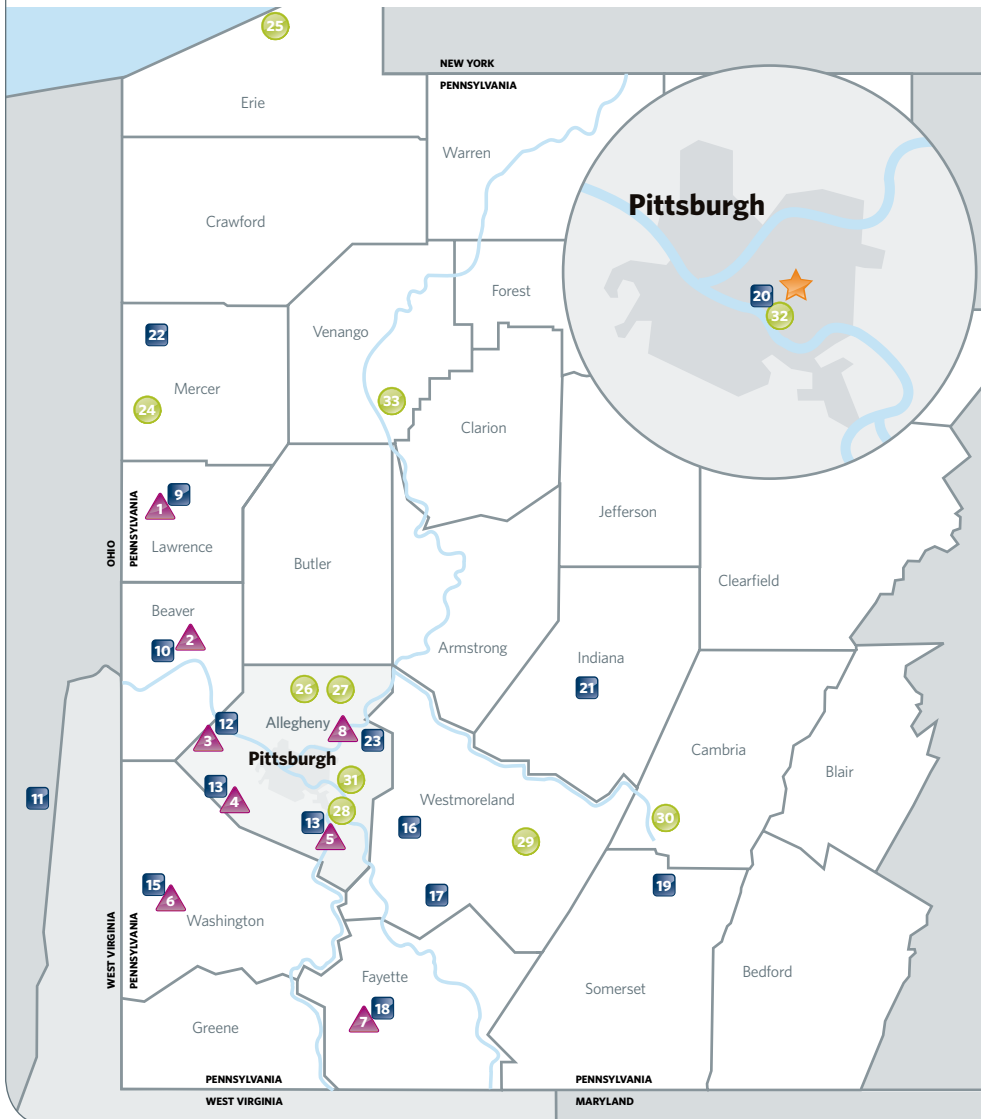 25
NEW YORK
PENNSYLVANIA
Erie
Warren
Crawford
Pittsburgh
Forest
20
32
22
Venango
Mercer
24
33
Clarion
9
1
Lawrence
OHIO
PENNSYLVANIA
Jefferson
Butler
Clearfield
Beaver
2
10
Armstrong
Indiana
21
26
27
12
Allegheny
8
3
23
Cambria
Pittsburgh
31
Blair
13
4
11
Westmoreland
28
13
5
16
29
30
15
6
17
19
Washington
WEST VIRGINIA
PENNSYLVANIA
Fayette
Bedford
Somerset
18
7
Greene
PENNSYLVANIA
WEST VIRGINIA
PENNSYLVANIA
MARYLAND